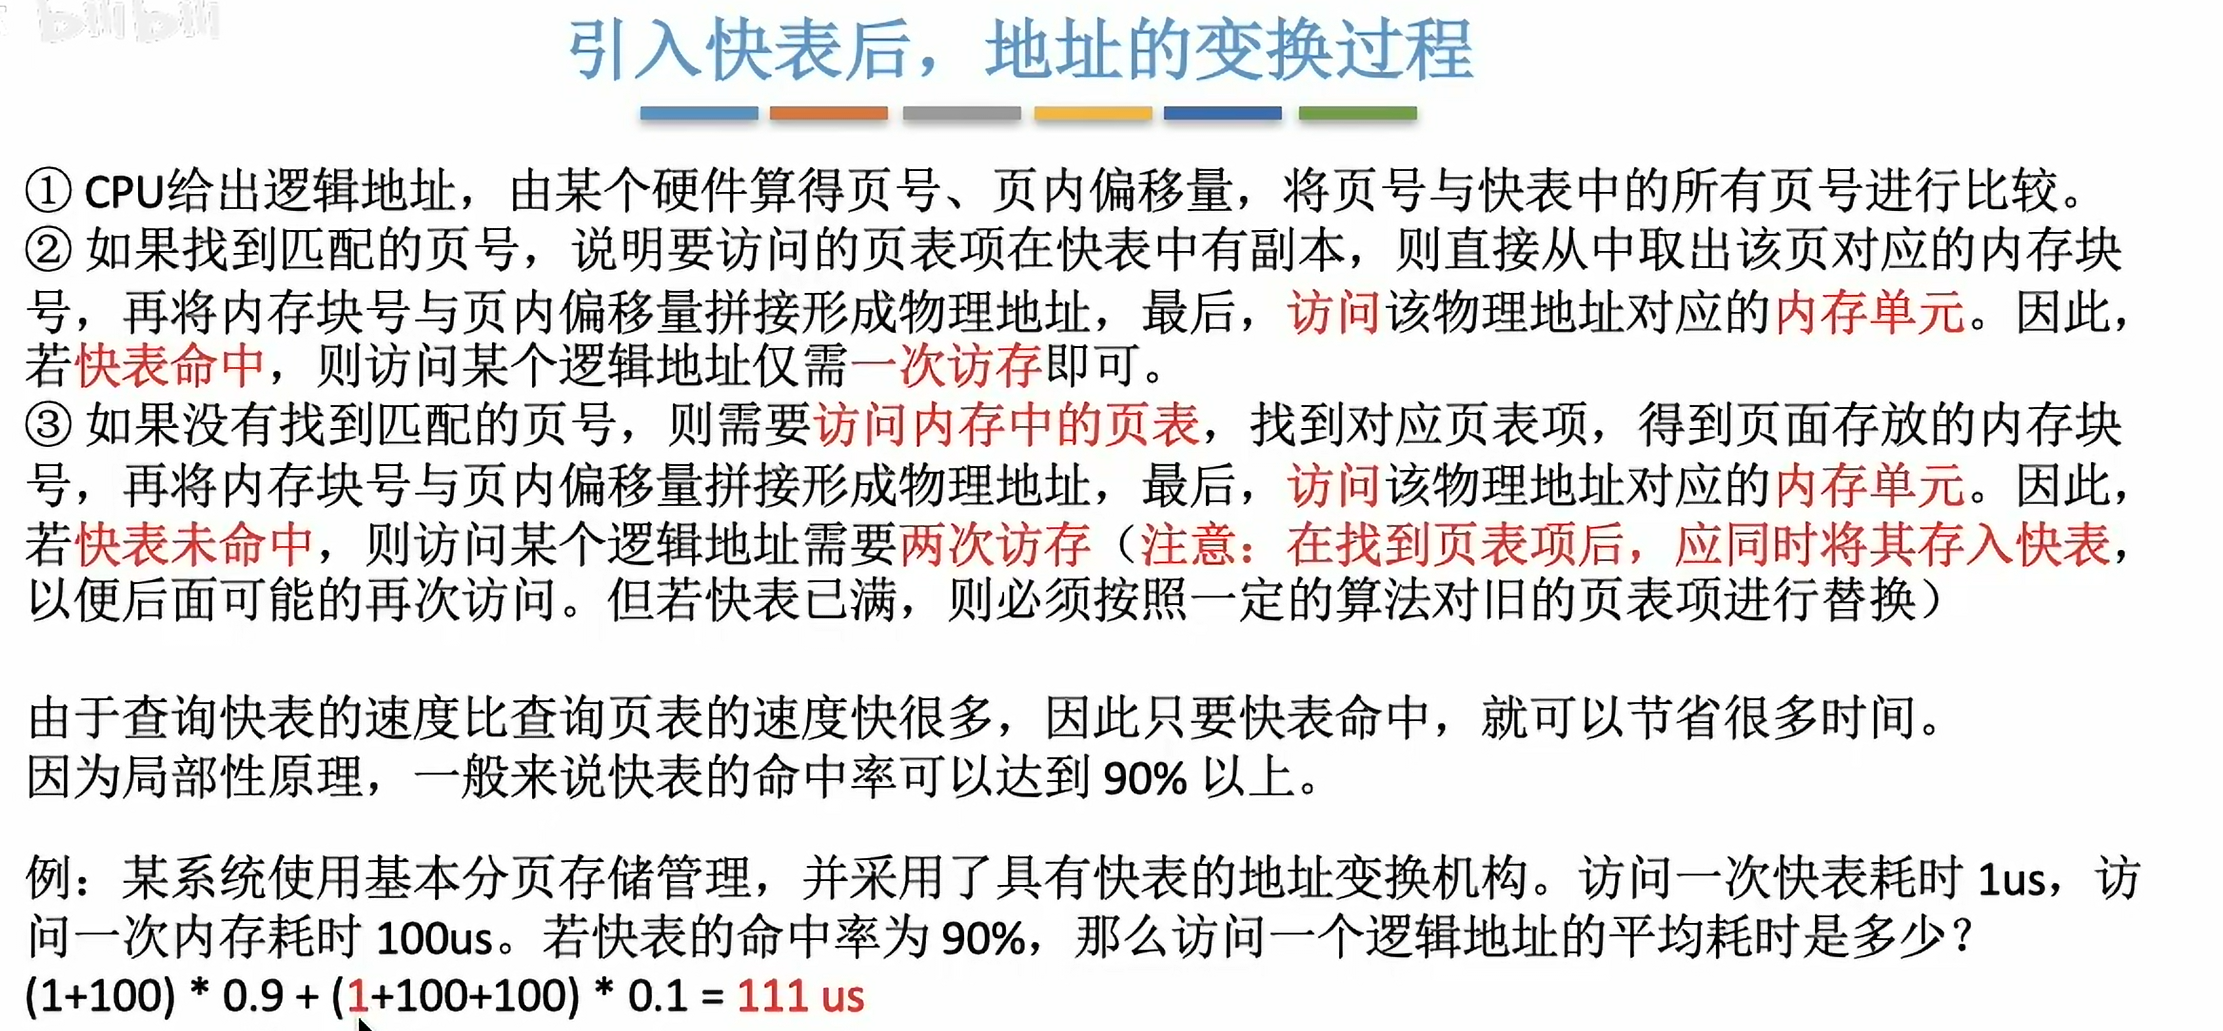 bilibili
引入快表后，地址的变换过程
① CPU给出逻辑地址，由某个硬件算得页号、页内偏移量，将页号与快表中的所有页号进行比较。
② 如果找到匹配的页号，说明要访问的页表项在快表中有副本，则直接从中取出该页对应的内存块
号，再将内存块号与页内偏移量拼接形成物理地址，最后，访问该物理地址对应的内存单元。因此，
若快表命中，则访问某个逻辑地址仅需一次访存即可。
③ 如果没有找到匹配的页号，则需要访问内存中的页表，找到对应页表项，得到页面存放的内存块
号，再将内存块号与页内偏移量拼接形成物理地址，最后，访问该物理地址对应的内存单元。因此，
若快表未命中，则访问某个逻辑地址需要两次访存（注意：在找到页表项后，应同时将其存入快表，
以便后面可能的再次访问。但若快表已满，则必须按照一定的算法对旧的页表项进行替换）
由于查询快表的速度比查询页表的速度快很多，因此只要快表命中，就可以节省很多时间。
因为局部性原理，一般来说快表的命中率可以达到 90% 以上。
例：某系统使用基本分页存储管理，并采用了具有快表的地址变换机构。访问一次快表耗时 1us，访
问一次内存耗时 100us。若快表的命中率为 90%，那么访问一个逻辑地址的平均耗时是多少？
(1+100) * 0.9 + (1+100+100) * 0.1 = 111 us